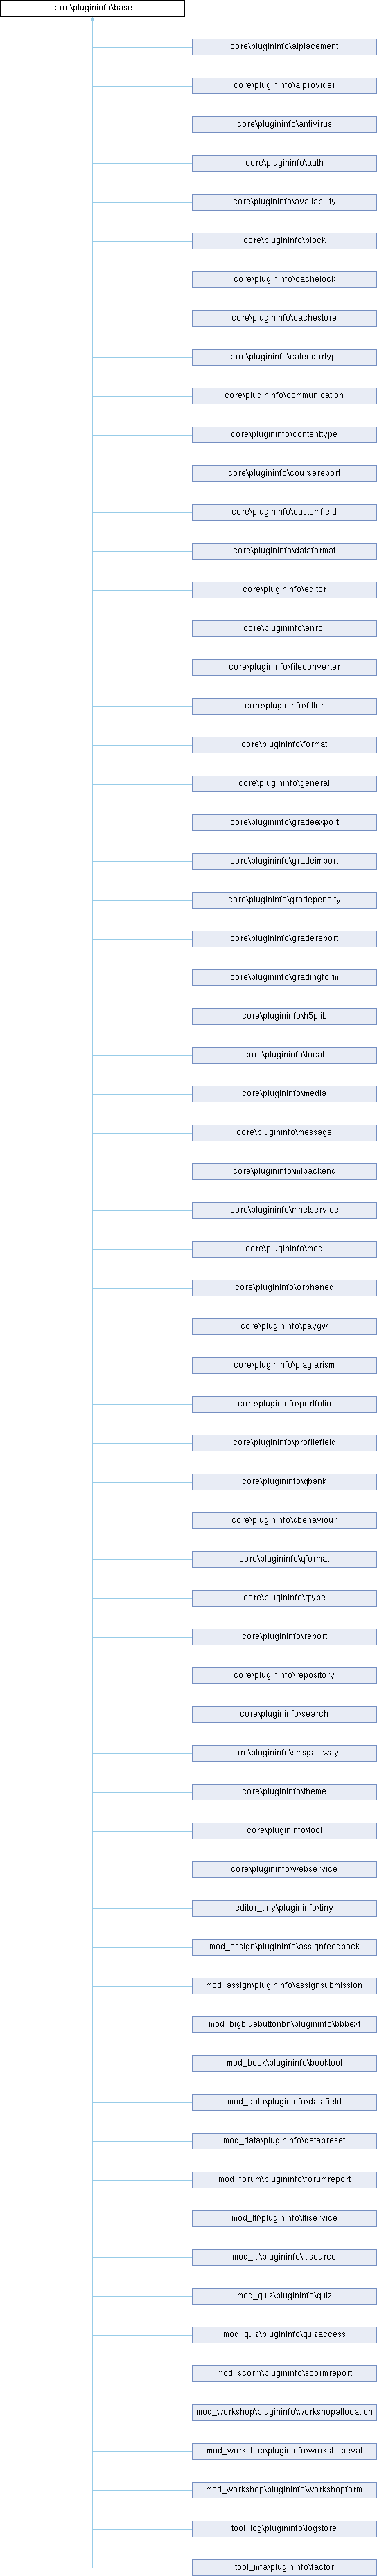 core\plugininfo\base
core\plugininfo\aiplacement
core\plugininfo\aiprovider
core\plugininfo\antivirus
core\plugininfo\auth
core\plugininfo\availability
core\plugininfo\block
core\plugininfo\cachelock
core\plugininfo\cachestore
core\plugininfo\calendartype
core\plugininfo\communication
core\plugininfo\contenttype
core\plugininfo\coursereport
core\plugininfo\customfield
core\plugininfo\dataformat
core\plugininfo\editor
core\plugininfo\enrol
core\plugininfo\fileconverter
core\plugininfo\filter
core\plugininfo\format
core\plugininfo\general
core\plugininfo\gradeexport
core\plugininfo\gradeimport
core\plugininfo\gradepenalty
core\plugininfo\gradereport
core\plugininfo\gradingform
core\plugininfo\h5plib
core\plugininfo\local
core\plugininfo\media
core\plugininfo\message
core\plugininfo\mlbackend
core\plugininfo\mnetservice
core\plugininfo\mod
core\plugininfo\orphaned
core\plugininfo\paygw
core\plugininfo\plagiarism
core\plugininfo\portfolio
core\plugininfo\profilefield
core\plugininfo\qbank
core\plugininfo\qbehaviour
core\plugininfo\qformat
core\plugininfo\qtype
core\plugininfo\report
core\plugininfo\repository
core\plugininfo\search
core\plugininfo\smsgateway
core\plugininfo\theme
core\plugininfo\tool
core\plugininfo\webservice
editor_tiny\plugininfo\tiny
mod_assign\plugininfo\assignfeedback
mod_assign\plugininfo\assignsubmission
mod_bigbluebuttonbn\plugininfo\bbbext
mod_book\plugininfo\booktool
mod_data\plugininfo\datafield
mod_data\plugininfo\datapreset
mod_forum\plugininfo\forumreport
mod_lti\plugininfo\ltiservice
mod_lti\plugininfo\ltisource
mod_quiz\plugininfo\quiz
mod_quiz\plugininfo\quizaccess
mod_scorm\plugininfo\scormreport
mod_workshop\plugininfo\workshopallocation
mod_workshop\plugininfo\workshopeval
mod_workshop\plugininfo\workshopform
tool_log\plugininfo\logstore
tool_mfa\plugininfo\factor